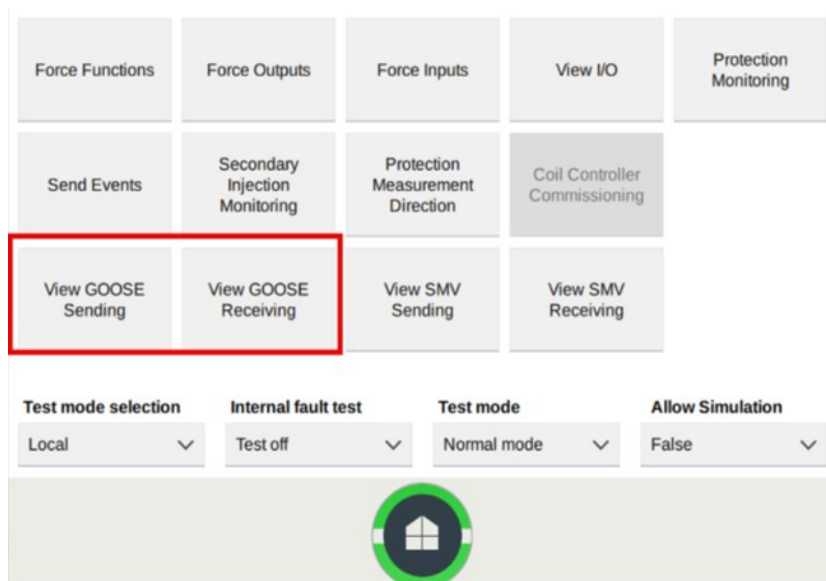 Force Functions
Force Outputs
Force Inputs
View I/O
Protection
Monitoring
Send Events
Secondary
Injection
Monitoring
Protection
Measurement
Direction
Coil Controller
Commissioning
View GOOSE
Sending
View GOOSE
Receiving
View SMV
Sending
View SMV
Receiving
Test mode selection
Internal fault test
Test mode
Allow Simulation
Local
Test off
Normal mode
False